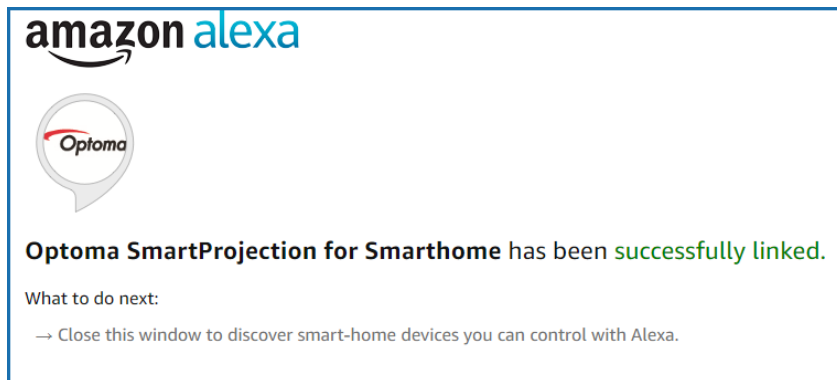 amazon alexa
Optoma
Optoma SmartProjection for Smarthome has been successfully linked.
What to do next:
→ Close this window to discover smart-home devices you can control with Alexa.